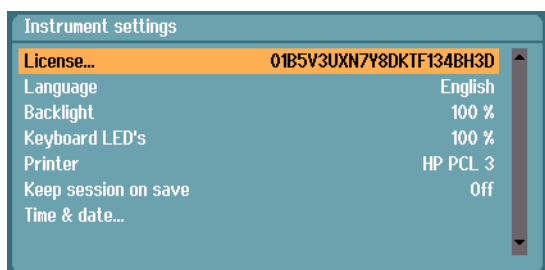 Instrument settings
License... 01B5V3UXN7Y8DKTF134BH3D
Language English
Backlight 100 %
Keyboard LED's 100 %
Printer HP PCL 3
Keep session on save Off
Time & date...